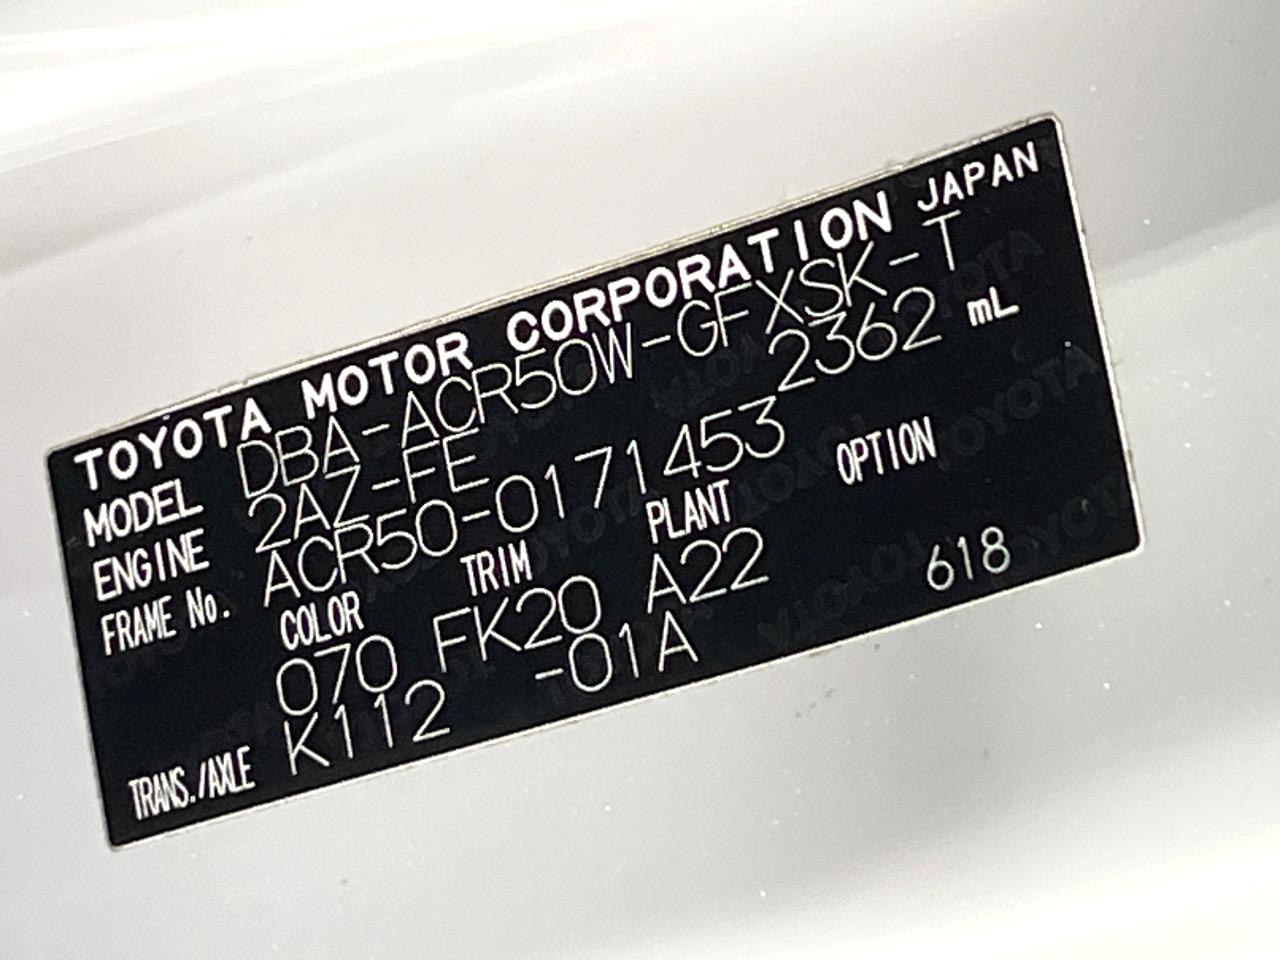 TOYOTA MOTOR CORPORATION JAPAN
MODEL DBA-ACR50W-GFXSK-T
ENGINE 2AZ-FE 2362 mL
FRAME No. ACR50-0171453
COLOR TRIM PLANT OPTION
070 FK20 A22 618
TRANS./AXLE K112 -01A